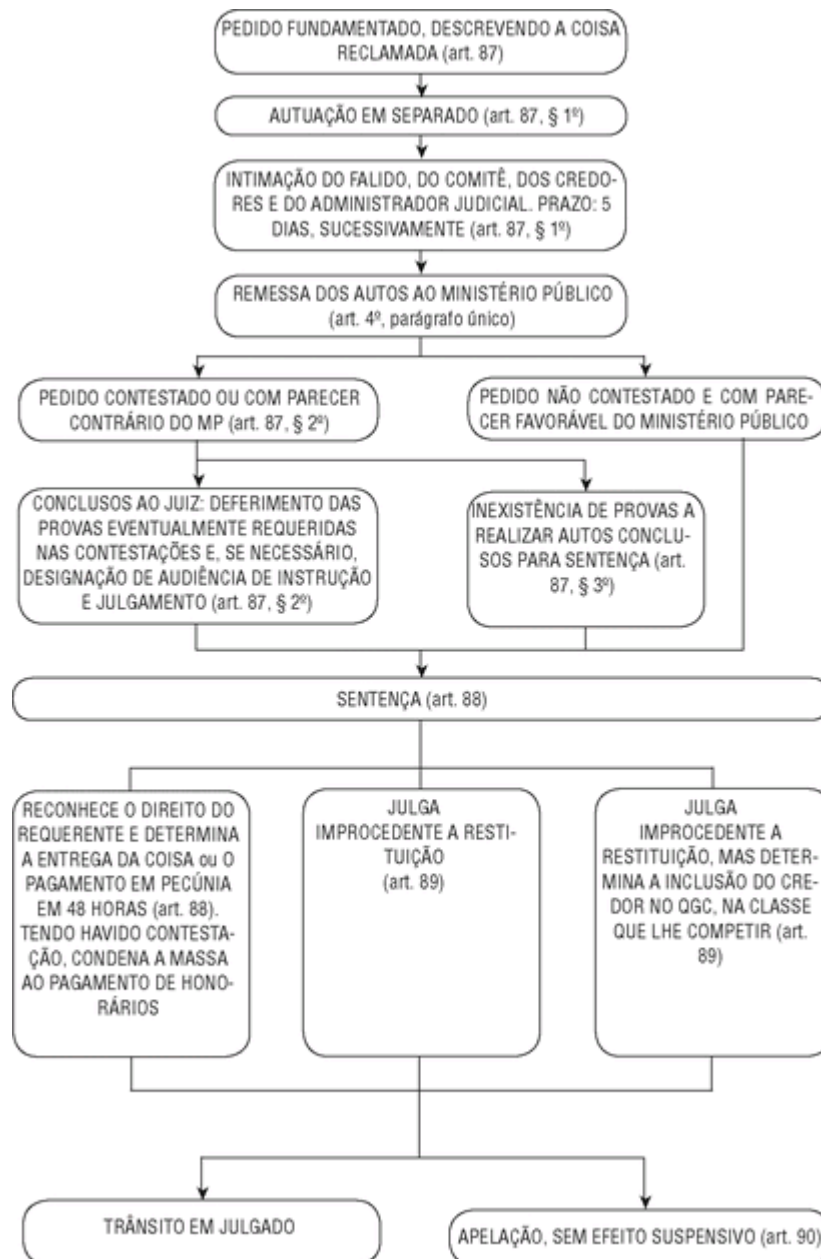 PEDIDO FUNDAMENTADO, DESCREVENDO A COISA
RECLAMADA (art. 87)
AUTUAÇÃO EM SEPARADO (art. 87, § 1º)
INTIMAÇÃO DO FALIDO, DO COMITÊ, DOS CREDO-
RES E DO ADMINISTRADOR JUDICIAL. PRAZO: 5
DIAS, SUCESSIVAMENTE (art. 87, § 1º)
REMESSA DOS AUTOS AO MINISTÉRIO PÚBLICO
(art. 4º, parágrafo único)
PEDIDO CONTESTADO OU COM PARECER
CONTRÁRIO DO MP (art. 87, § 2º)
PEDIDO NÃO CONTESTADO E COM PARE-
CER FAVORÁVEL DO MINISTÉRIO PÚBLICO
CONCLUSOS AO JUIZ: DEFERIMENTO DAS
PROVAS EVENTUALMENTE REQUERIDAS
NAS CONTESTAÇÕES E, SE NECESSÁRIO,
DESIGNAÇÃO DE AUDIÊNCIA DE INSTRUÇÃO
E JULGAMENTO (art. 87, § 2º)
INEXISTÊNCIA DE PROVAS A
REALIZAR AUTOS CONCLU-
SOS PARA SENTENÇA (art.
87, § 3º)
SENTENÇA (art. 88)
RECONHECE O DIREITO DO
REQUERENTE E DETERMINA
A ENTREGA DA COISA ou O
PAGAMENTO EM PECÚNIA
EM 48 HORAS (art. 88).
TENDO HAVIDO CONTESTA-
ÇÃO, CONDENA A MASSA
AO PAGAMENTO DE HONO-
RÁRIOS
JULGA
IMPROCEDENTE A RESTI-
TUIÇÃO
(art. 89)
JULGA
IMPROCEDENTE A
RESTITUIÇÃO, MAS DETER-
MINA A INCLUSÃO DO CRE-
DOR NO QGC, NA CLASSE
QUE LHE COMPETIR (art.
89)
TRÂNSITO EM JULGADO
APELAÇÃO, SEM EFEITO SUSPENSIVO (art. 90)